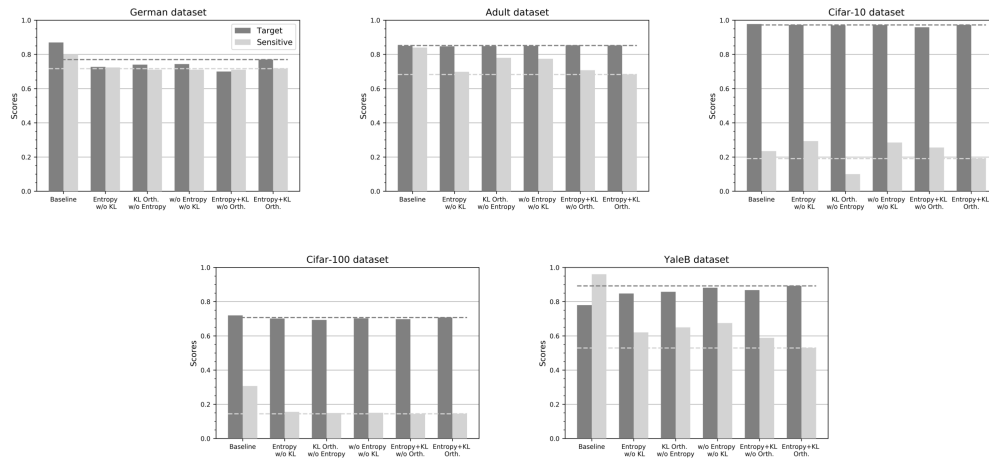 German dataset
1.0
0.8
0.6
0.4
0.2
0.0
Scores
Target
Sensitive
Baseline
Entropy
w/o KL
KL Orth.
w/o Entropy
w/o Entropy
w/o KL
Entropy+KL
w/o Orth.
Entropy+KL
Orth.
Adult dataset
1.0
0.8
0.6
0.4
0.2
0.0
Scores
Baseline
Entropy
w/o KL
KL Orth.
w/o Entropy
w/o Entropy
w/o KL
Entropy+KL
w/o Orth.
Entropy+KL
Orth.
Cifar-10 dataset
1.0
0.8
0.6
0.4
0.2
0.0
Scores
Baseline
Entropy
w/o KL
KL Orth.
w/o Entropy
w/o Entropy
w/o KL
Entropy+KL
w/o Orth.
Entropy+KL
Orth.
Cifar-100 dataset
1.0
0.8
0.6
0.4
0.2
0.0
Scores
Baseline
Entropy
w/o KL
KL Orth.
w/o Entropy
w/o Entropy
w/o KL
Entropy+KL
w/o Orth.
Entropy+KL
Orth.
YaleB dataset
1.0
0.8
0.6
0.4
0.2
0.0
Scores
Baseline
Entropy
w/o KL
KL Orth.
w/o Entropy
w/o Entropy
w/o KL
Entropy+KL
w/o Orth.
Entropy+KL
Orth.